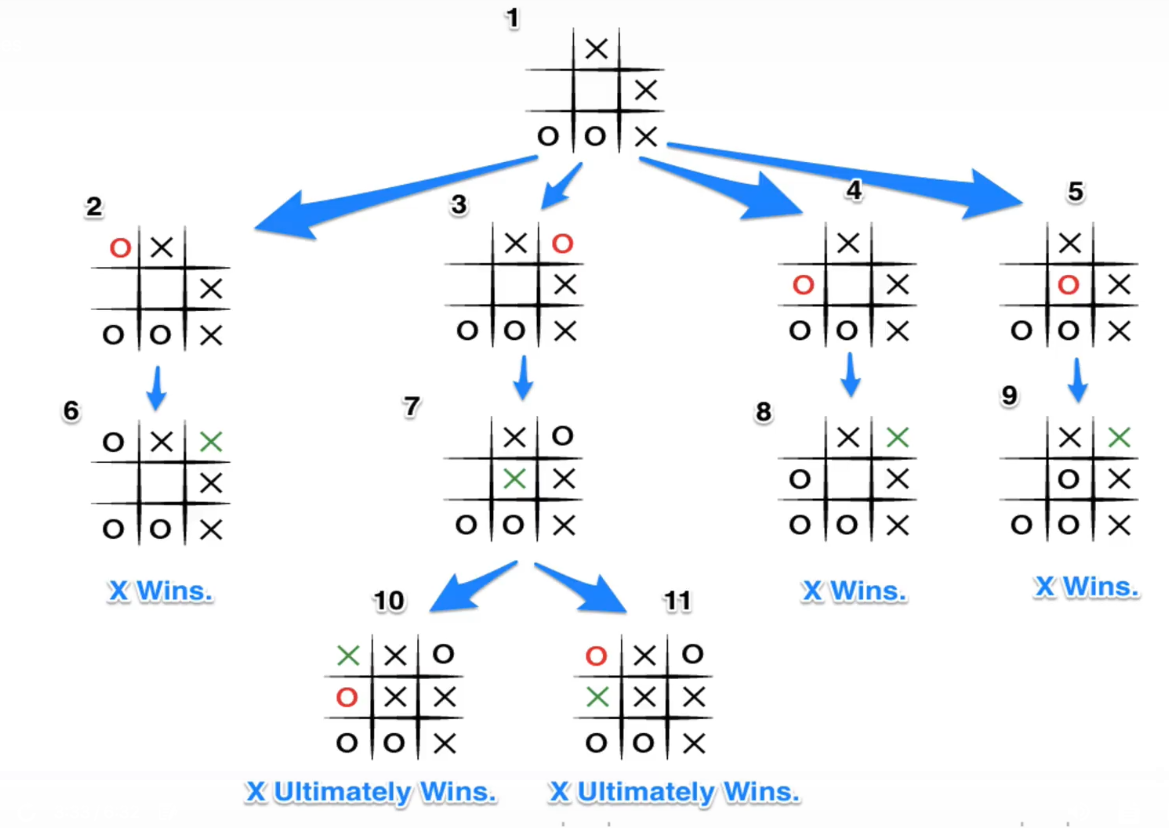 1
X
X
O O X
2
3
4
5
O X
X O
X
X
X
X
O X
O X
O O X
O O X
O O X
O O X
6
7
8
9
O X X
X O
X X
X X
X
X X
O X
O X
O O X
O O X
O O X
O O X
X Wins.
X Wins.
X Wins.
10
11
X X O
O X O
O X X
X X X
O O X
O O X
X Ultimately Wins.
X Ultimately Wins.